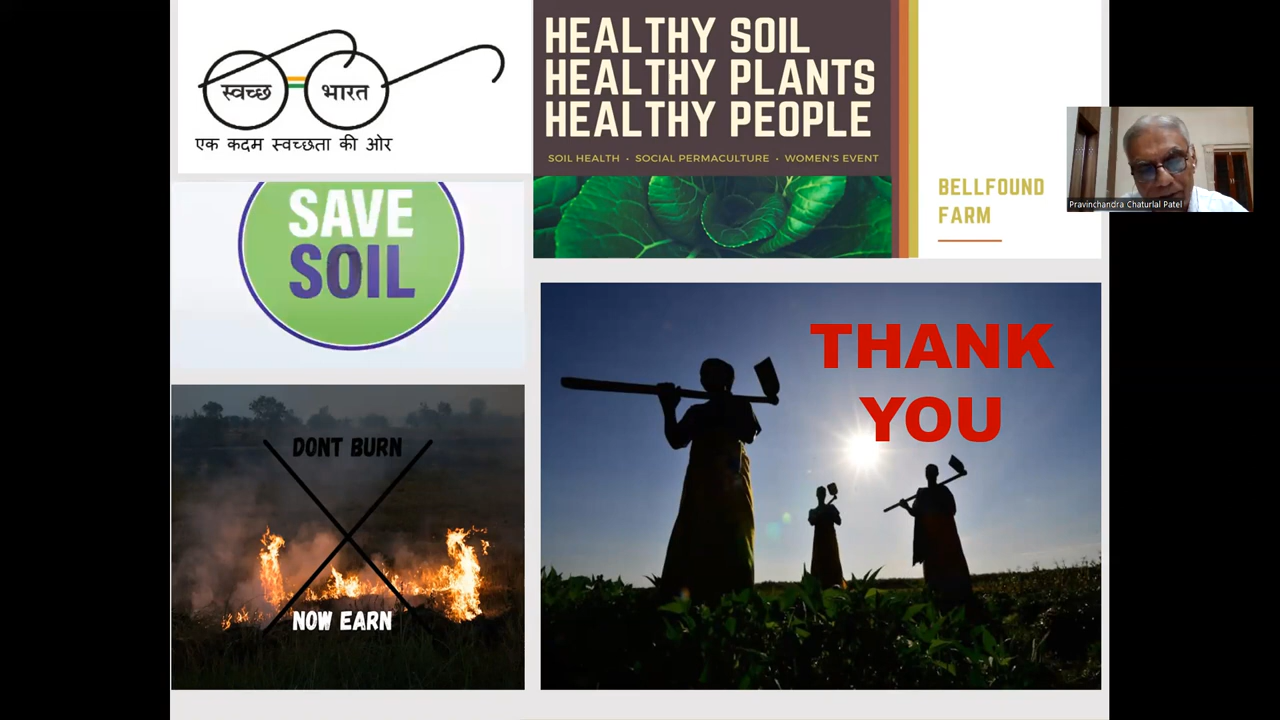 स्वच्छ भारत
एक कदम स्वच्छता की ओर
HEALTHY SOIL
HEALTHY PLANTS
HEALTHY PEOPLE
SOIL HEALTH • SOCIAL PERMACULTURE • WOMEN'S EVENT
BELLFOUND
FARM
Pravinchandra Chaturlal Patel
SAVE
SOIL
THANK
YOU
DONT BURN
NOW EARN